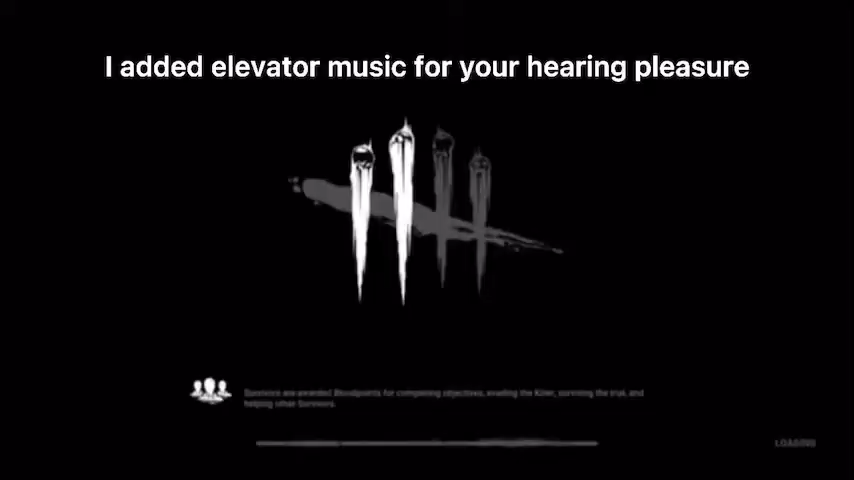 I added elevator music for your hearing pleasure
Survivors are awarded Bloodpoints for completing objectives, evading the Killer, surviving the trial, and
helping other Survivors.
LOADING